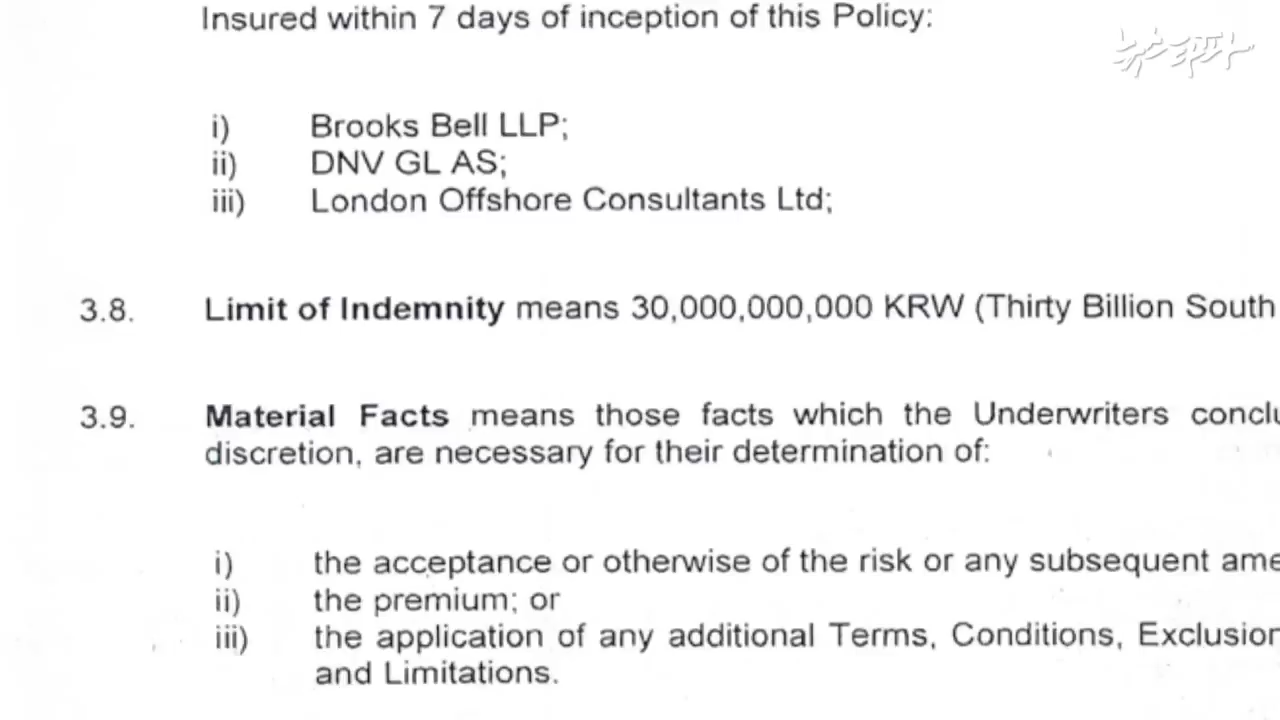 Insured within 7 days of inception of this Policy:
뉴스타파
i) Brooks Bell LLP;
ii) DNV GL AS;
iii) London Offshore Consultants Ltd;
3.8. Limit of Indemnity means 30,000,000,000 KRW (Thirty Billion South
3.9. Material Facts means those facts which the Underwriters
discretion, are necessary for their determination of:
i) the acceptance or otherwise of the risk or any subsequent
ii) the premium; or
iii) the application of any additional Terms, Conditions,
and Limitations.